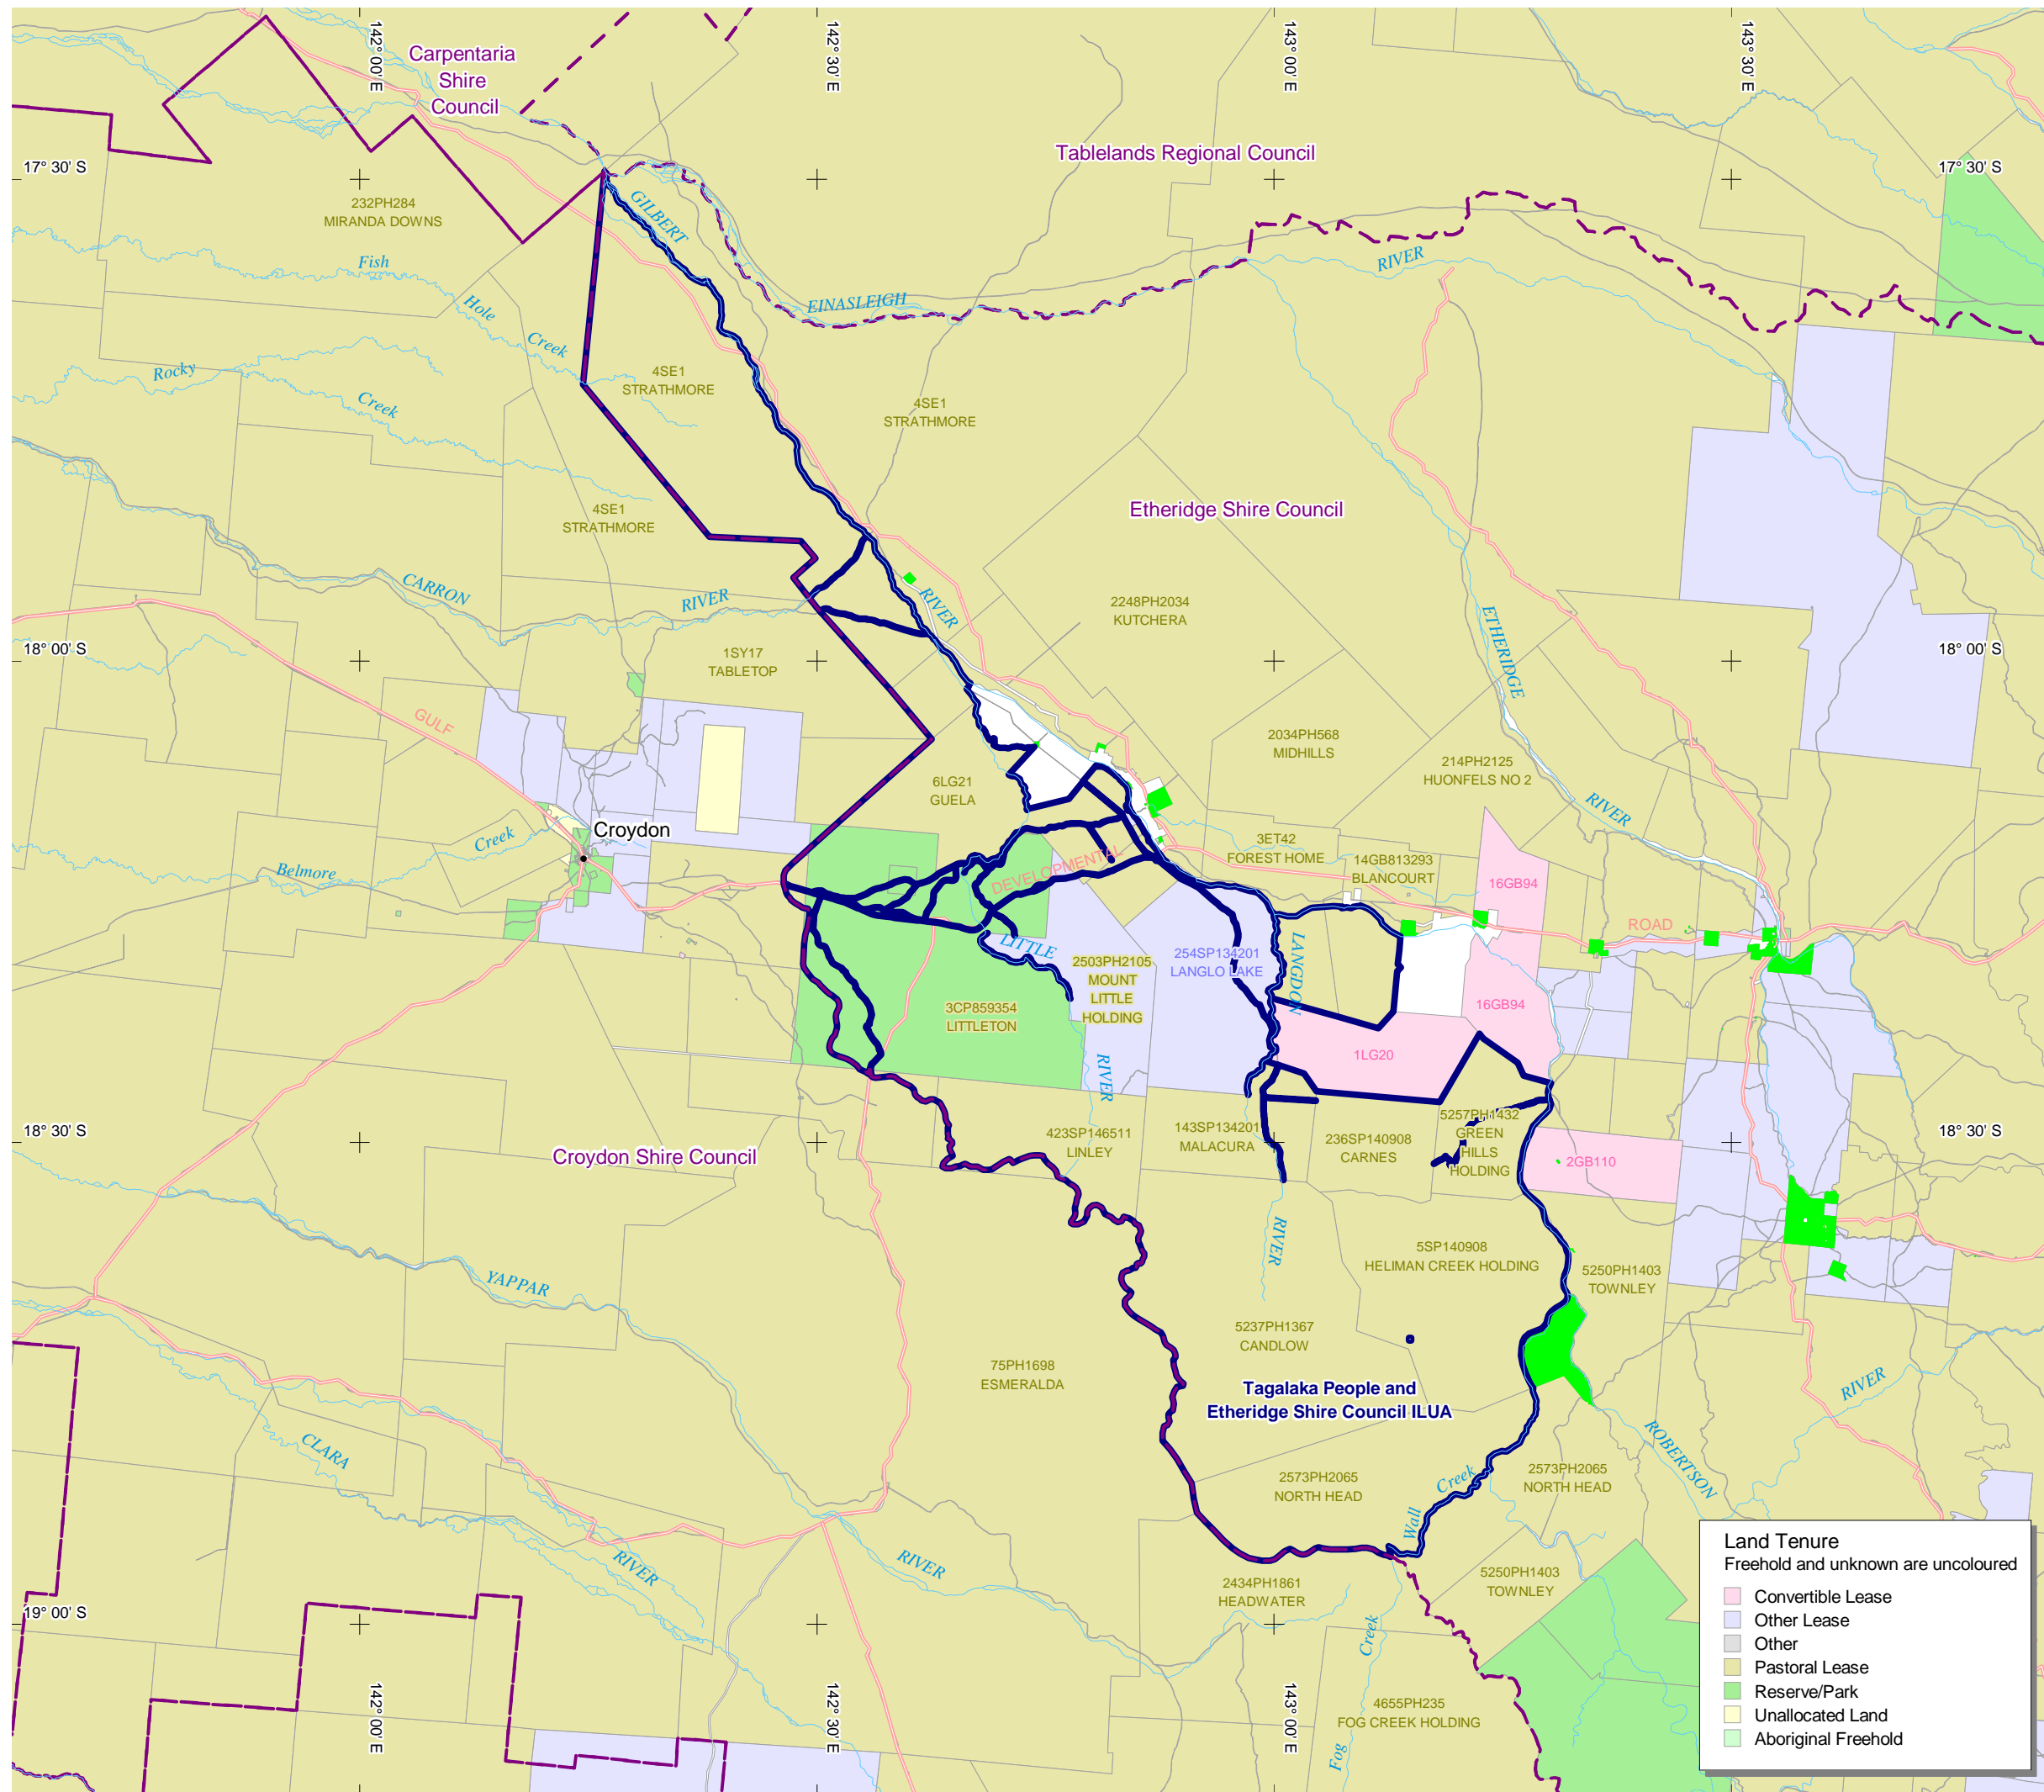 142° 00' E
142° 30' E
143° 00' E
143° 30' E
Carpentaria
Shire
Council
Tablelands Regional Council
17° 30' S
17° 30' S
232PH284
MIRANDA DOWNS
GILBERT
Fish
Hole
Creek
EINASLEIGH
RIVER
Rocky
Creek
4SE1
STRATHMORE
4SE1
STRATHMORE
4SE1
STRATHMORE
Etheridge Shire Council
CARRON
RIVER
RIVER
2248PH2034
KUTCHERA
ETHERIDGE
18° 00' S
18° 00' S
1SY17
TABLETOP
GULF
2034PH568
MIDHILLS
214PH2125
HUONFELS NO 2
6LG21
GUELA
RIVER
Croydon
Creek
Belmore
DEVELOPMENTAL
3ET42
FOREST HOME
14GB813293
BLANCOURT
16GB94
ROAD
LITTLE
2503PH2105
MOUNT
LITTLE
HOLDING
254SP134201
LANGLO LAKE
LANGDON
3CP859354
LITTLETON
16GB94
1LG20
RIVER
18° 30' S
18° 30' S
423SP146511
LINLEY
143SP134201
MALACURA
236SP140908
CARNES
5257PH1432
GREEN
HILLS
HOLDING
2GB110
Croydon Shire Council
RIVER
5SP140908
HELIMAN CREEK HOLDING
5250PH1403
TOWNLEY
YAPPAR
5237PH1367
CANDLOW
75PH1698
ESMERALDA
Tagalaka People and
Etheridge Shire Council ILUA
RIVER
CLARA
ROBERTSON
2573PH2065
NORTH HEAD
Creek
Wall
2573PH2065
NORTH HEAD
RIVER
RIVER
2434PH1861
HEADWATER
5250PH1403
TOWNLEY
19° 00' S
Creek
Fog
4655PH235
FOG CREEK HOLDING
142° 00' E
142° 30' E
143° 00' E
Land Tenure
Freehold and unknown are uncoloured
Convertible Lease
Other Lease
Other
Pastoral Lease
Reserve/Park
Unallocated Land
Aboriginal Freehold